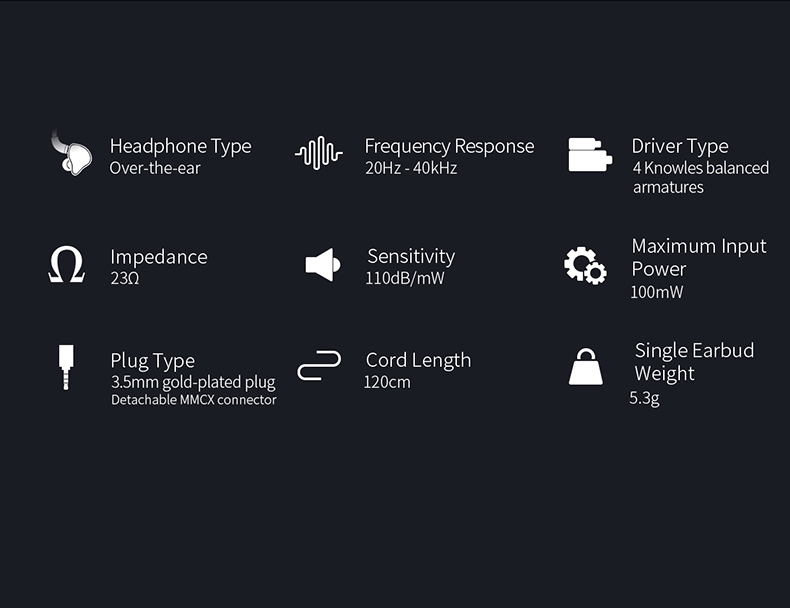 Headphone Type
Over-the-ear
Frequency Response
20Hz - 40kHz
Driver Type
4 Knowles balanced
armatures
Impedance
23Ω
Sensitivity
110dB/mW
Maximum Input
Power
100mW
Plug Type
3.5mm gold-plated plug
Detachable MMCX connector
Cord Length
120cm
Single Earbud
Weight
5.3g